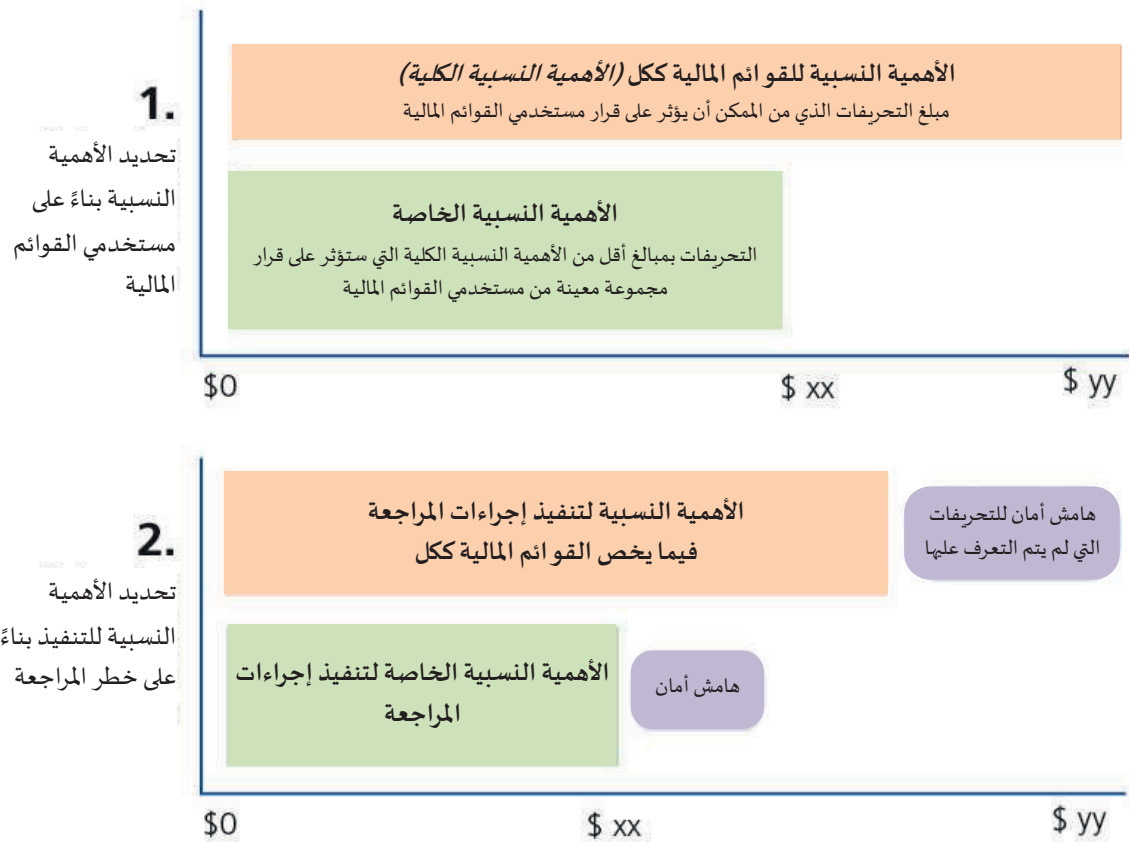 1.
تحديد الأهمية
النسبية بناءً على
مستخدمي القوائم
المالية
الأهمية النسبية للقوائم المالية ككل (الأهمية النسبية الكلية)
مبلغ التحريفات الذي من الممكن أن يؤثر على قرار مستخدمي القوائم المالية
الأهمية النسبية الخاصة
التحريفات بمبالغ أقل من الأهمية النسبية الكلية التي ستؤثر على قرار
مجموعة معينة من مستخدمي القوائم المالية
$0
$ xx
$ yy
2.
تحديد الأهمية
النسبية للتنفيذ بناءً
على خطر المراجعة
الأهمية النسبية لتنفيذ إجراءات المراجعة
فيما يخص القوائم المالية ككل
هامش أمان للتحريفات
التي لم يتم التعرف عليها
الأهمية النسبية الخاصة لتنفيذ إجراءات
المراجعة
هامش أمان
$0
$ xx
$ yy